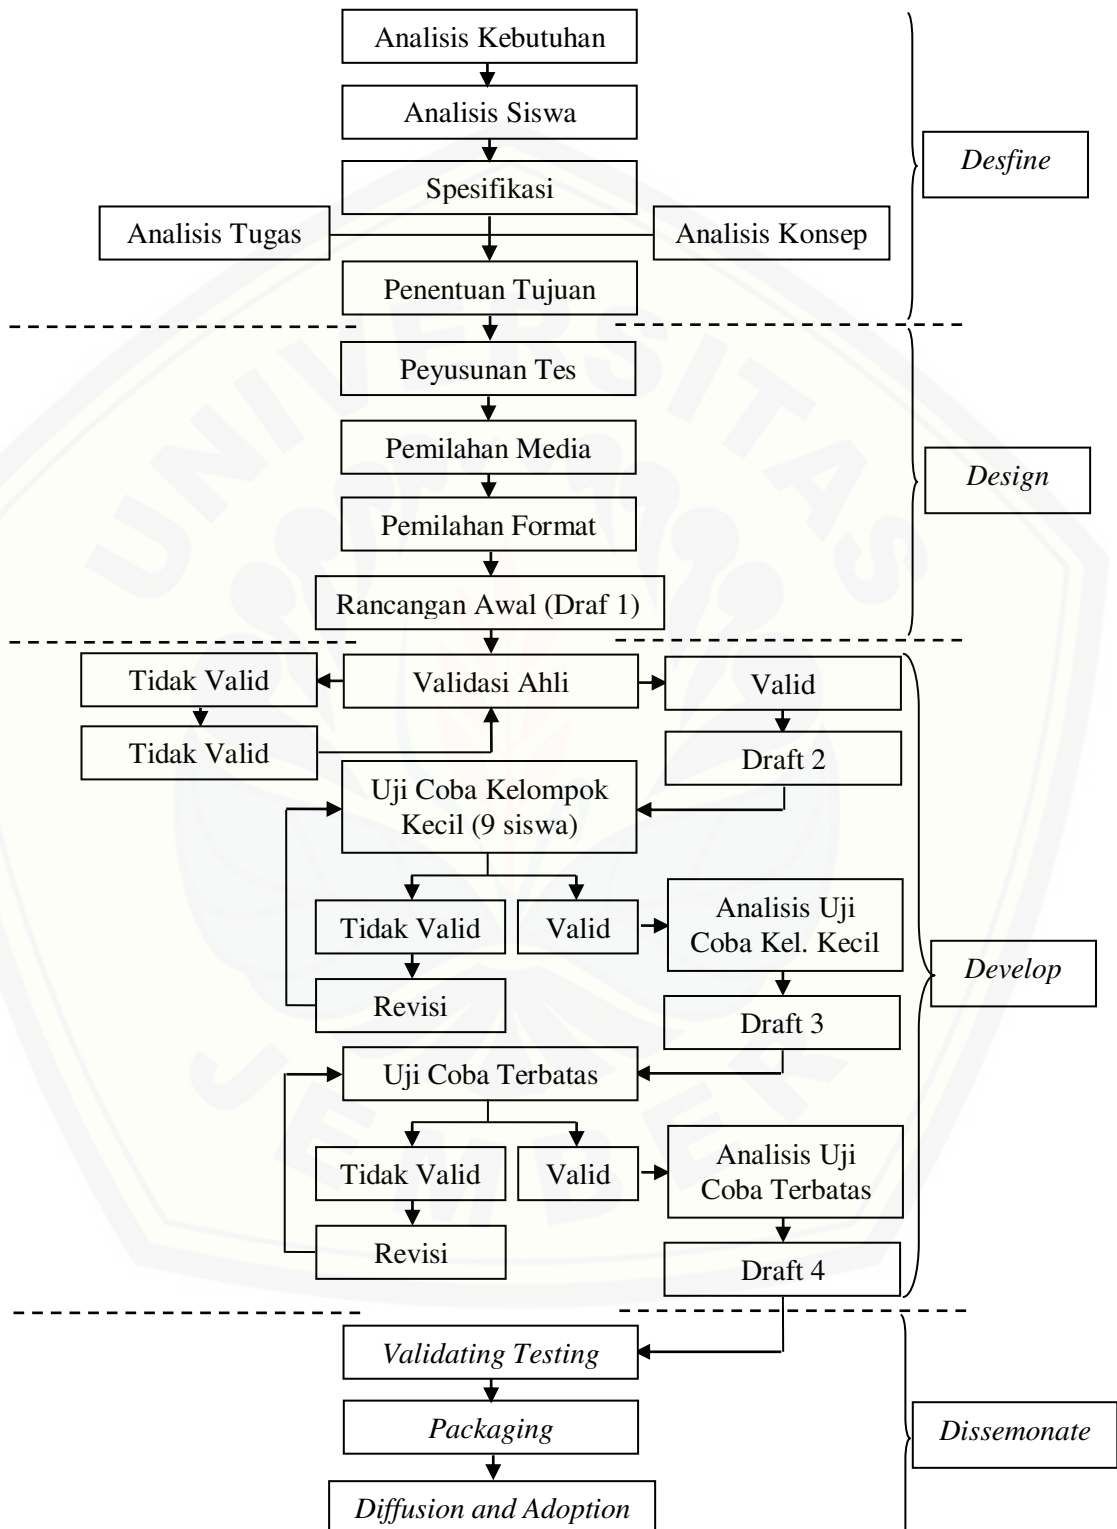 Analisis Kebutuhan
Analisis Siswa
Desfine
Spesifikasi
Analisis Tugas
Analisis Konsep
Penentuan Tujuan
Peyusunan Tes
Pemilahan Media
Design
Pemilahan Format
Rancangan Awal (Draf 1)
Tidak Valid
Validasi Ahli
Valid
Tidak Valid
Draft 2
Uji Coba Kelompok
Kecil (9 siswa)
Tidak Valid
Valid
Analisis Uji
Coba Kel. Kecil
Develop
Revisi
Draft 3
Uji Coba Terbatas
Tidak Valid
Valid
Analisis Uji
Coba Terbatas
Revisi
Draft 4
Validating Testing
Packaging
Dissemonate
Diffusion and Adoption
UNIVERSITAS
JEMBER